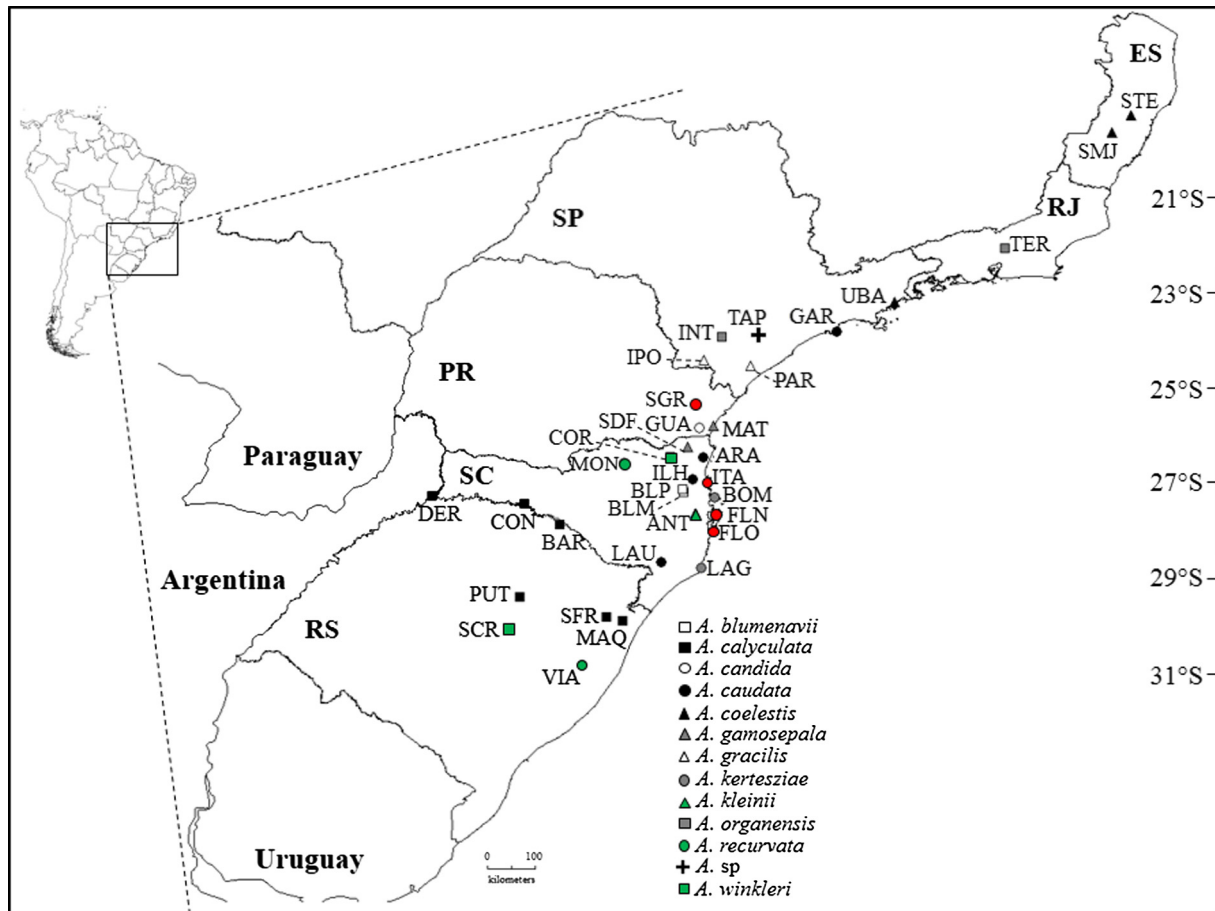 ES
STE
SMJ
21°S
RJ
SP
TER
UBA
23°S
GAR
TAP
INT
IPO
PR
PAR
25°S
SGR
SDF
GUA
MAT
COR
ARA
Paraguay
MON
SC
ILH
ITA
27°S
BLP
BOM
BLM
DER
CON
ANT
FLN
BAR
FLO
LAU
LAG
Argentina
29°S
PUT
SFR
RS
SCR
MAQ
VIA
31°S
A. blumenavii
A. calyculata
A. candida
A. caudata
A. coelestis
A. gamosepala
A. gracilis
A. kertesziae
A. kleinii
A. organensis
A. recurvata
A. sp
A. winkleri
Uruguay
0 100
kilometers